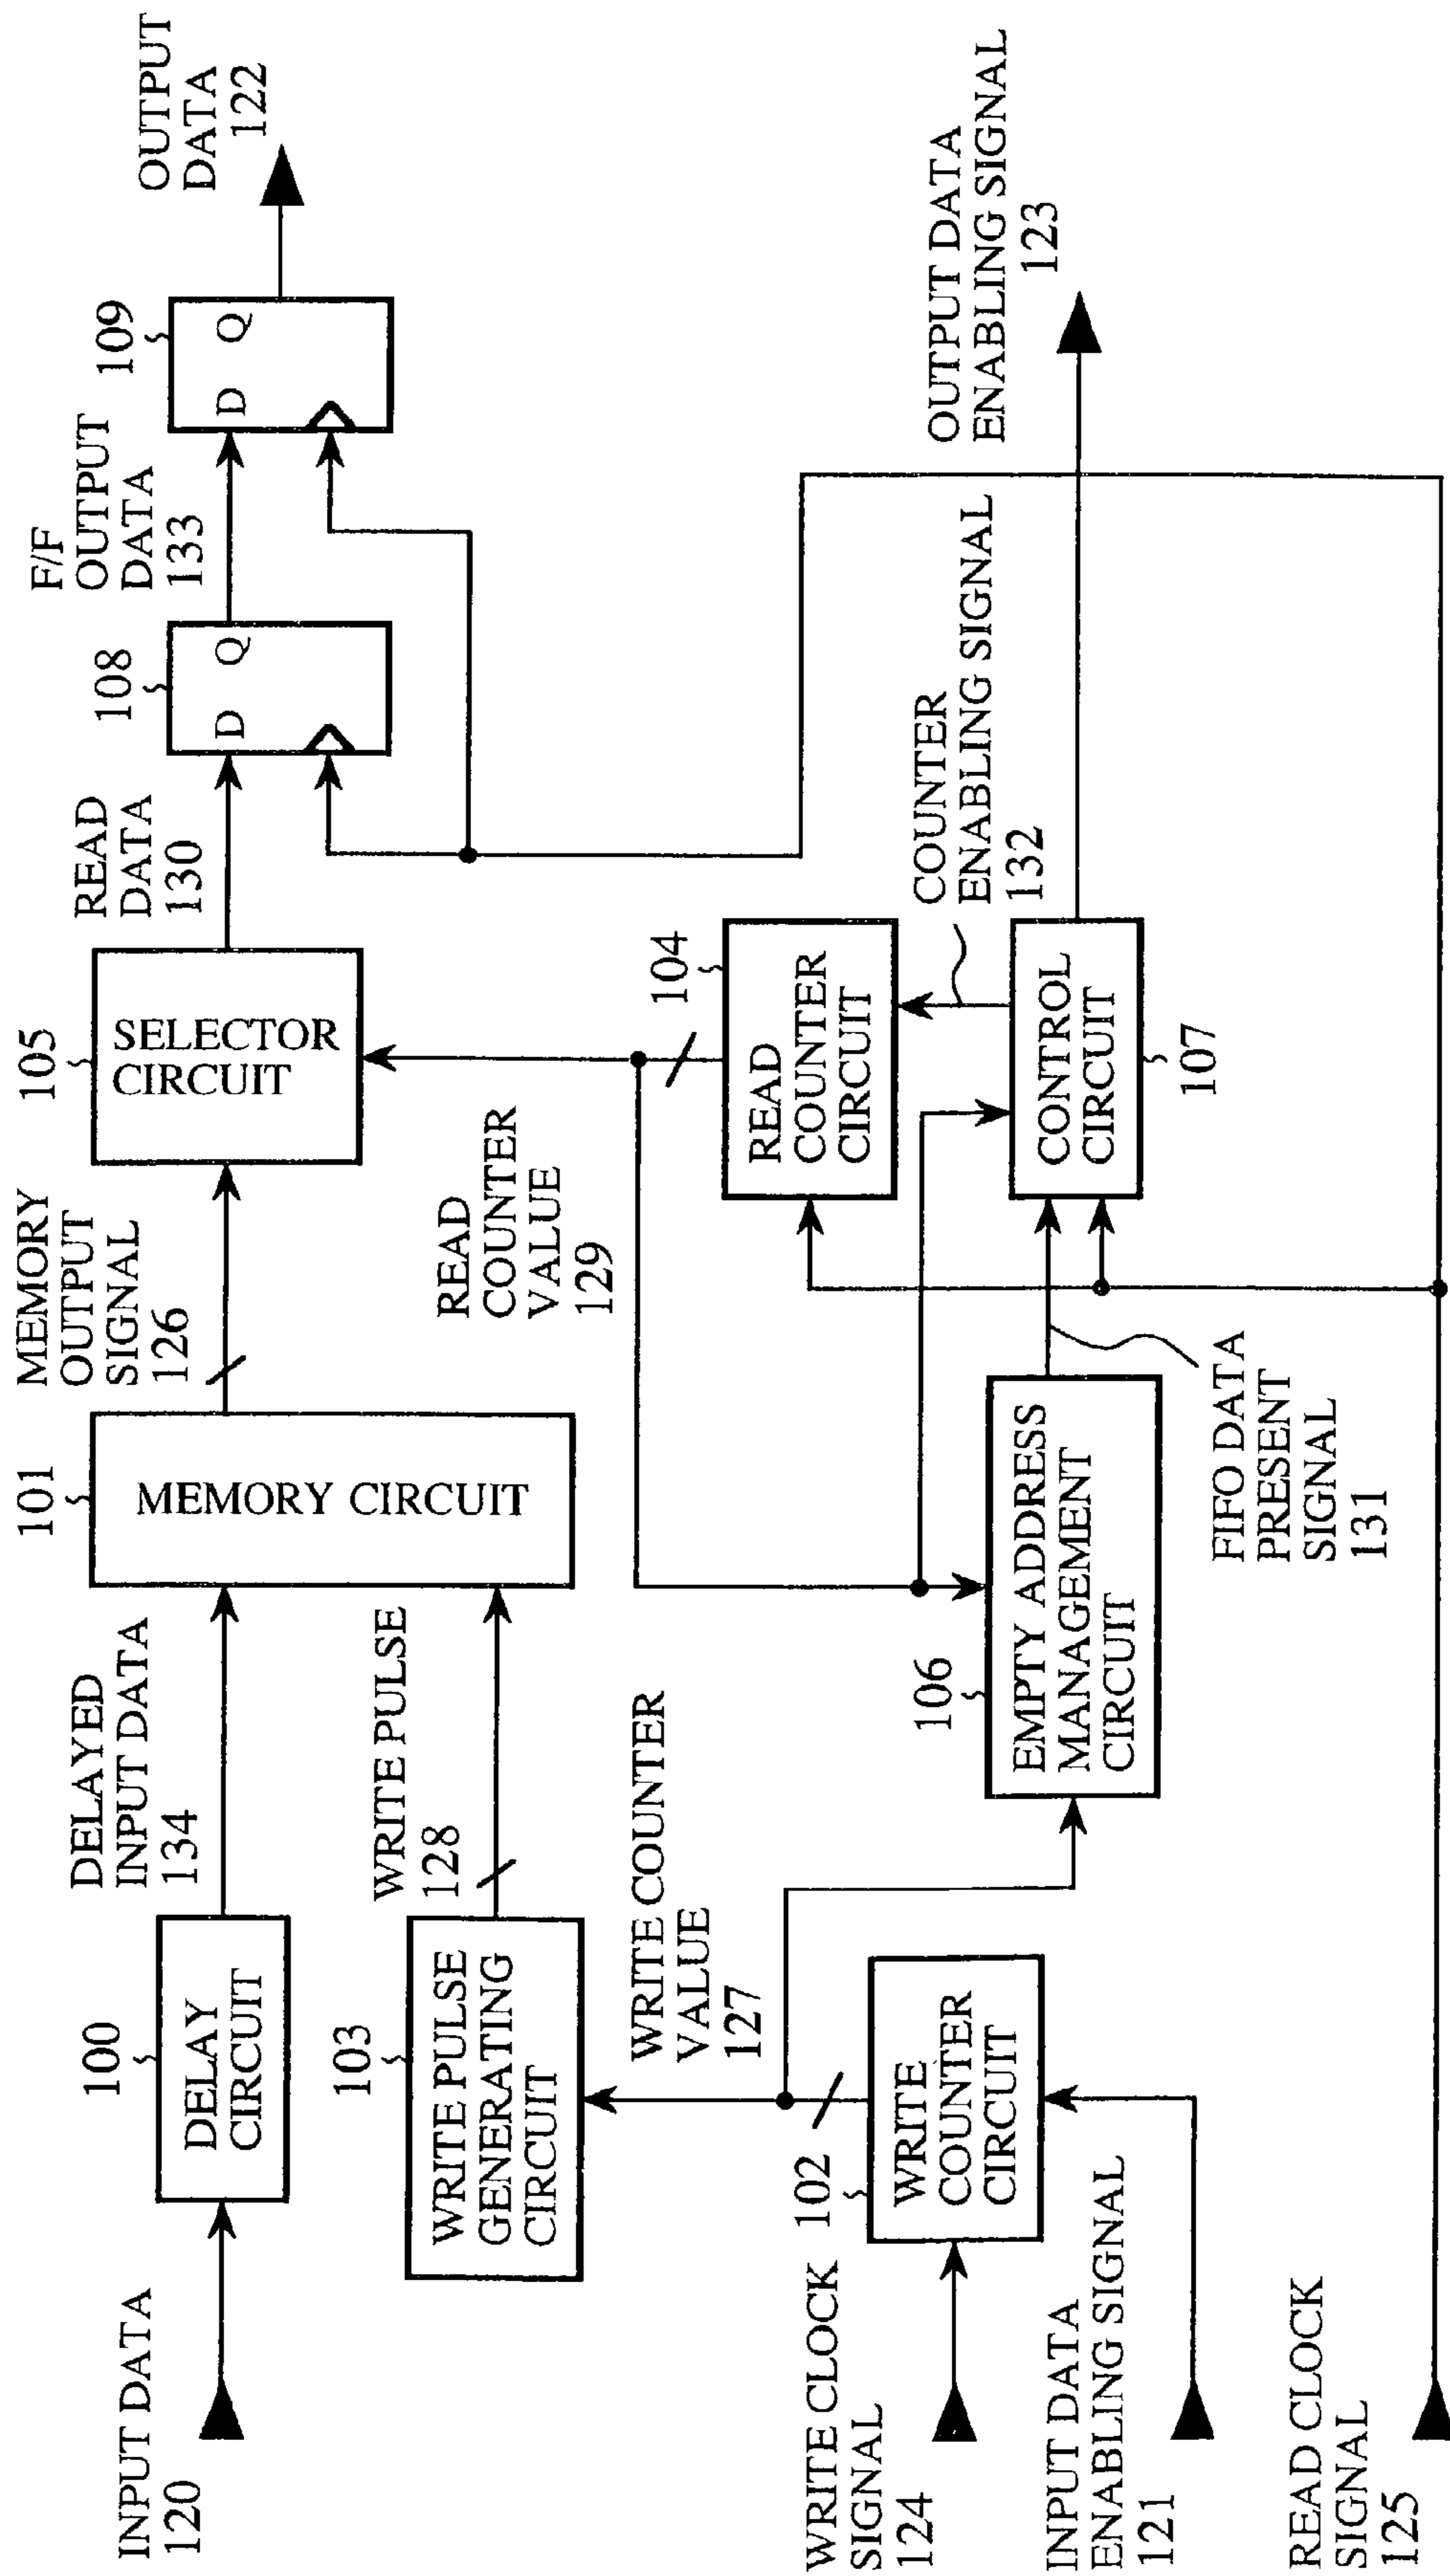 INPUT DATA
120
100
DELAY
CIRCUIT
DELAYED
INPUT DATA
134
101
MEMORY CIRCUIT
MEMORY
OUTPUT
SIGNAL
126
105
SELECTOR
CIRCUIT
READ
DATA
130
108
D Q
F/F
OUTPUT
DATA
133
109
D Q
OUTPUT
DATA
122
103
WRITE PULSE
GENERATING
CIRCUIT
WRITE PULSE
128
READ
COUNTER
VALUE
129
WRITE COUNTER
VALUE
127
104
READ
COUNTER
CIRCUIT
WRITE CLOCK
SIGNAL
124
102
WRITE
COUNTER
CIRCUIT
106
EMPTY ADDRESS
MANAGEMENT
CIRCUIT
COUNTER
ENABLING SIGNAL
132
OUTPUT DATA
ENABLING SIGNAL
123
CONTROL
CIRCUIT
107
INPUT DATA
ENABLING SIGNAL
121
FIFO DATA
PRESENT
SIGNAL
131
READ CLOCK
SIGNAL
125